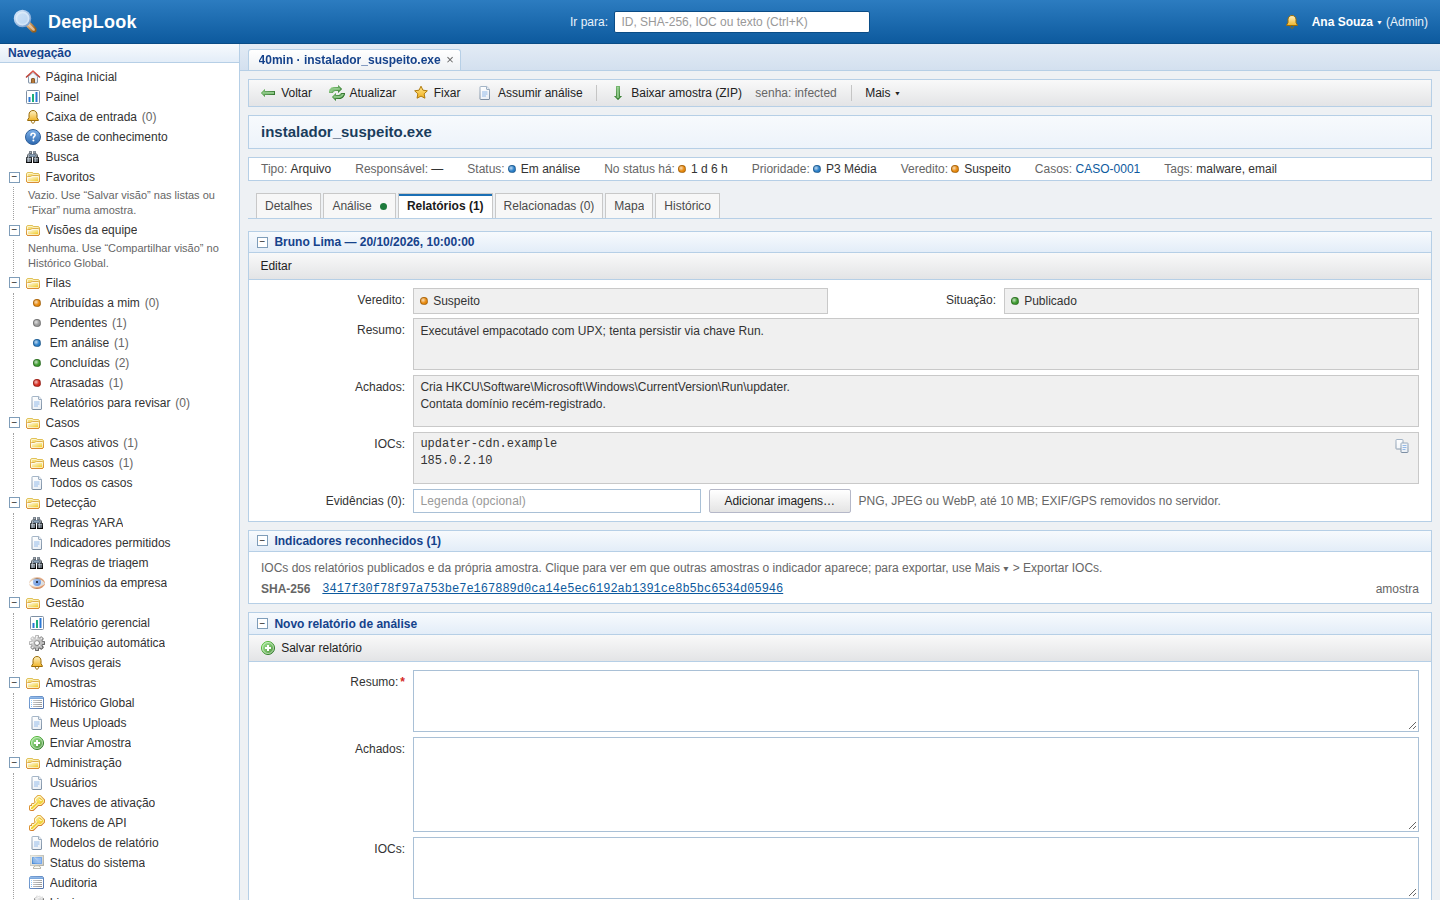 DeepLook
Ir para: ID, SHA-256, IOC ou texto (Ctrl+K)
Ana Souza (Admin)
Navegação
Página Inicial
Painel
Caixa de entrada (0)
Base de conhecimento
Busca
Favoritos
Vazio. Use “Salvar visão” nas listas ou
“Fixar” numa amostra.
Visões da equipe
Nenhuma. Use “Compartilhar visão” no
Histórico Global.
Filas
Atribuídas a mim (0)
Pendentes (1)
Em análise (1)
Concluídas (2)
Atrasadas (1)
Relatórios para revisar (0)
Casos
Casos ativos (1)
Meus casos (1)
Todos os casos
Detecção
Regras YARA
Indicadores permitidos
Regras de triagem
Domínios da empresa
Gestão
Relatório gerencial
Atribuição automática
Avisos gerais
Amostras
Histórico Global
Meus Uploads
Enviar Amostra
Administração
Usuários
Chaves de ativação
Tokens de API
Modelos de relatório
Status do sistema
Auditoria
40min · instalador_suspeito.exe ×
Voltar Atualizar Fixar Assumir análise Baixar amostra (ZIP) senha: infected Mais
instalador_suspeito.exe
Tipo: Arquivo Responsável: — Status: Em análise No status há: 1 d 6 h Prioridade: P3 Média Veredito: Suspeito Casos: CASO-0001 Tags: malware, email
Detalhes Análise Relatórios (1) Relacionadas (0) Mapa Histórico
Bruno Lima — 20/10/2026, 10:00:00
Editar
Veredito: Suspeito Situação: Publicado
Resumo: Executável empacotado com UPX; tenta persistir via chave Run.
Achados: Cria HKCU\Software\Microsoft\Windows\CurrentVersion\Run\updater.
Contata domínio recém-registrado.
IOCs: updater-cdn.example
185.0.2.10
Evidências (0): Legenda (opcional) Adicionar imagens… PNG, JPEG ou WebP, até 10 MB; EXIF/GPS removidos no servidor.
Indicadores reconhecidos (1)
IOCs dos relatórios publicados e da própria amostra. Clique para ver em que outras amostras o indicador aparece; para exportar, use Mais ▾ > Exportar IOCs.
SHA-256 3417f30f78f97a753be7e167889d0ca14e5ec6192ab1391ce8b5bc6534d05946 amostra
Novo relatório de análise
Salvar relatório
Resumo:*
Achados:
IOCs: